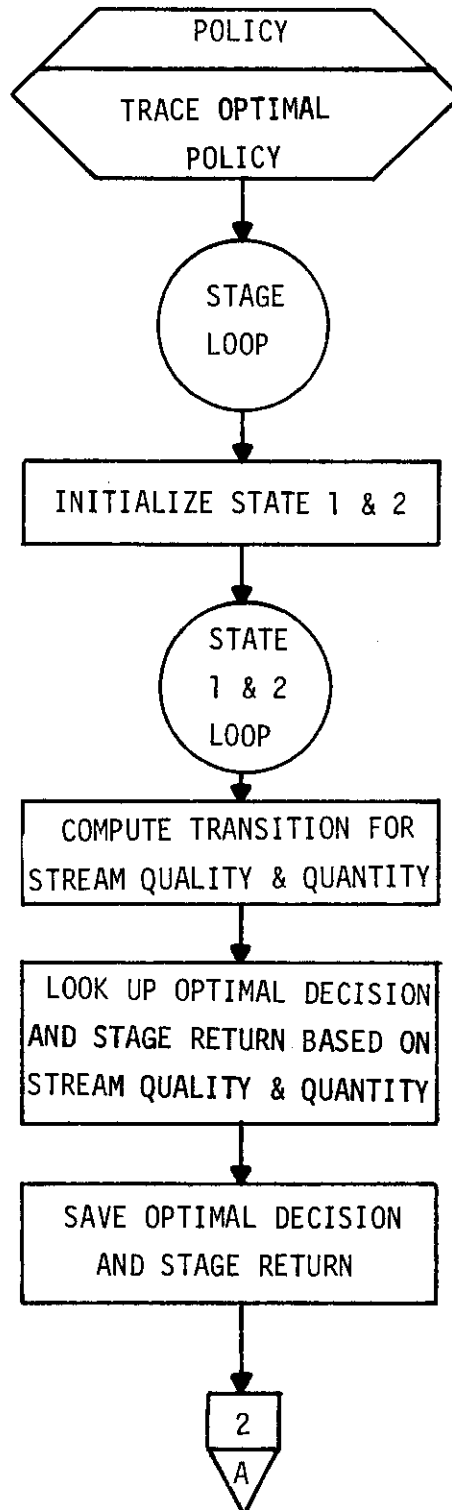 POLICY
TRACE OPTIMAL
POLICY
STAGE
LOOP
INITIALIZE STATE 1 & 2
STATE
1 & 2
LOOP
COMPUTE TRANSITION FOR
STREAM QUALITY & QUANTITY
LOOK UP OPTIMAL DECISION
AND STAGE RETURN BASED ON
STREAM QUALITY & QUANTITY
SAVE OPTIMAL DECISION
AND STAGE RETURN
2
A